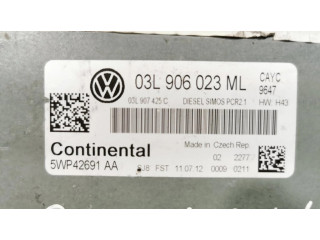 03L 906 023 ML
CAYC
9647
03L 907 425 C
DIESEL SIMOS PCR2.1
HW H43
Made in Czech Rep.
Continental
02 2277
5WP42691 AA
EJ8 FST 11.07.12 0009 0211